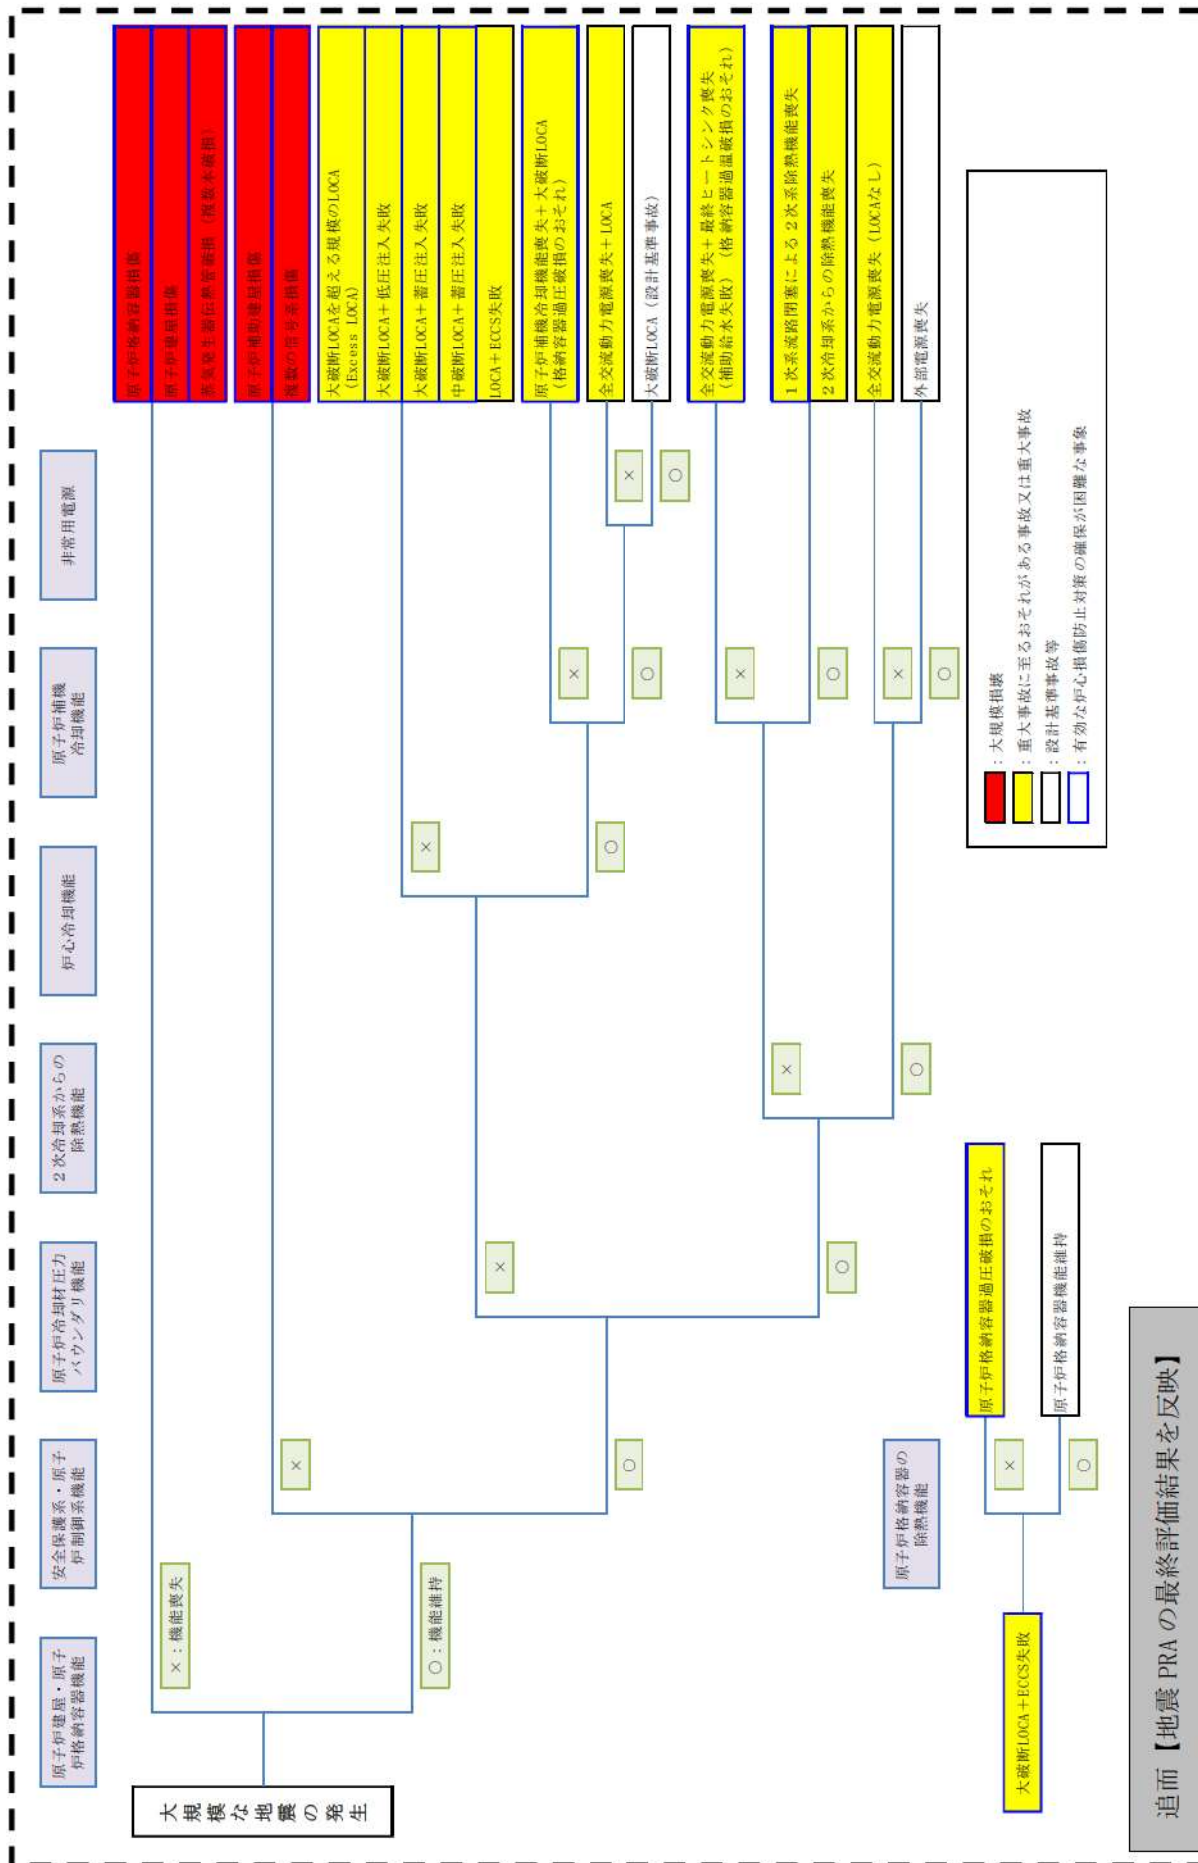 原子炉建屋・原子
炉格納容器機能
安全保護系・原子
炉制御系機能
原子炉冷却材圧力
バウンダリ機能
2次冷却系からの
除熱機能
炉心冷却機能
原子炉補機
冷却機能
非常用電源
大規模な地震の発生
×:機能喪失
○:機能維持
×
○
×
○
×
○
×
○
×
○
×
○
×
○
×
○
原子炉格納容器損傷
原子炉建屋損傷
蒸気発生器伝熱管破損(複数本破損)
原子炉補助建屋損傷
複数の信号系損傷
大破断LOCAを超える規模のLOCA
(Excess LOCA)
大破断LOCA+低圧注入失敗
大破断LOCA+蓄圧注入失敗
中破断LOCA+蓄圧注入失敗
LOCA+ECCS失敗
原子炉補機冷却機能喪失+大破断LOCA
(格納容器過圧破損のおそれ)
全交流動力電源喪失+LOCA
大破断LOCA(設計基準事故)
全交流動力電源喪失+最終ヒートシンク喪失
(補助給水失敗)(格納容器過温破損のおそれ)
1次系流路閉塞による2次系除熱機能喪失
2次冷却系からの除熱機能喪失
全交流動力電源喪失(LOCAなし)
外部電源喪失
原子炉格納容器の
除熱機能
大破断LOCA+ECCS失敗
×
○
原子炉格納容器過圧破損のおそれ
原子炉格納容器機能維持
:大規模損壊
:重大事故に至るおそれがある事故又は重大事故
:設計基準事故等
:有効な炉心損傷防止対策の確保が困難な事象
追而【地震PRAの最終評価結果を反映】